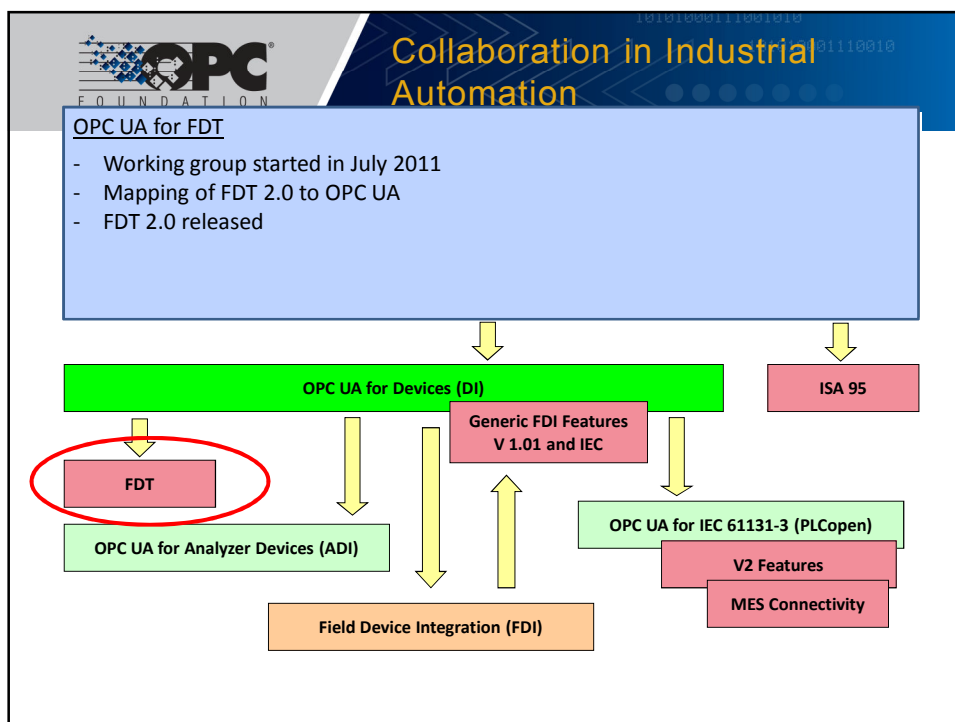 10101000111001010
101010001110010
OPC®
FOUNDATION
Collaboration in Industrial
Automation
OPC UA for FDT
- Working group started in July 2011
- Mapping of FDT 2.0 to OPC UA
- FDT 2.0 released
OPC UA for Devices (DI)
ISA 95
Generic FDI Features
V 1.01 and IEC
FDT
OPC UA for IEC 61131-3 (PLCopen)
OPC UA for Analyzer Devices (ADI)
V2 Features
MES Connectivity
Field Device Integration (FDI)